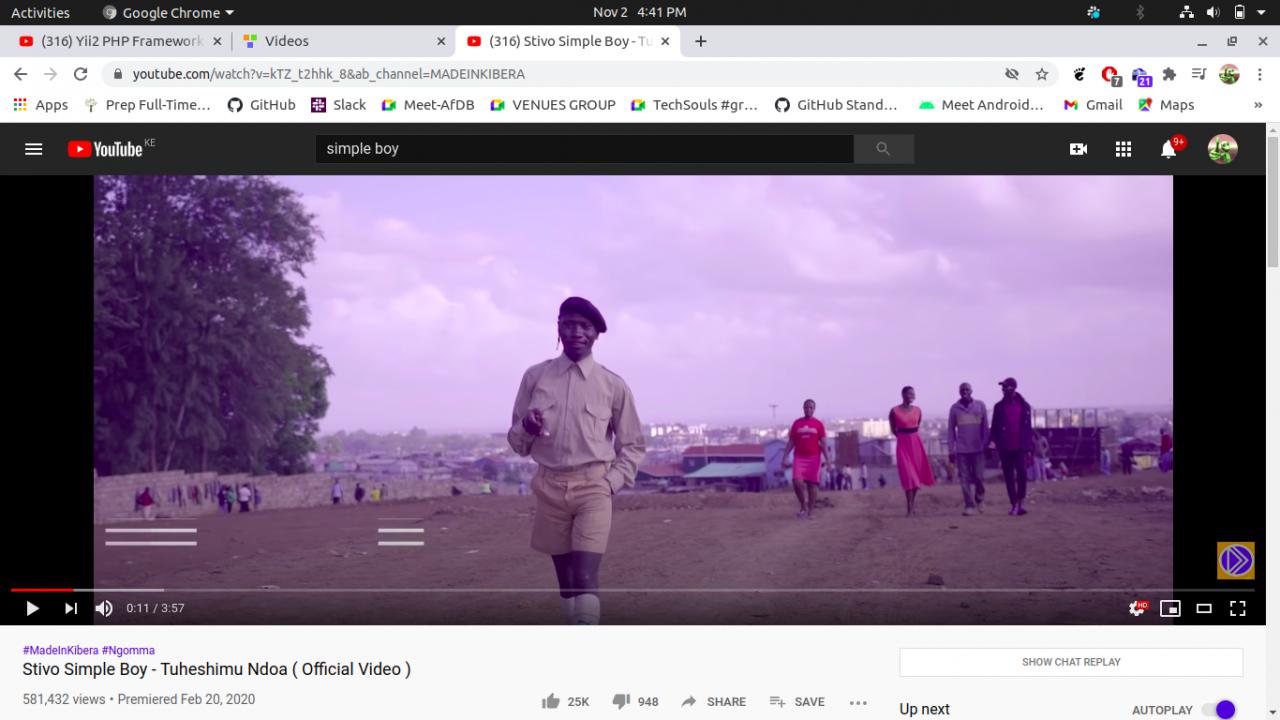 Activities Google Chrome Nov 2 4:41 PM
(316) Yii2 PHP Framework Videos (316) Stivo Simple Boy - Tu
youtube.com/watch?v=kTZ_t2hhk_8&ab_channel=MADEINKIBERA 7 21
Apps Prep Full-Time... GitHub Slack Meet-AfDB VENUES GROUP TechSouls #gr... GitHub Stand... Meet Android... Gmail Maps »
YouTube KE simple boy 9+
0:11 / 3:57 HD
#MadeInKibera #Ngomma
Stivo Simple Boy - Tuheshimu Ndoa ( Official Video )
581,432 views • Premiered Feb 20, 2020 25K 948 SHARE SAVE
SHOW CHAT REPLAY
Up next AUTOPLAY